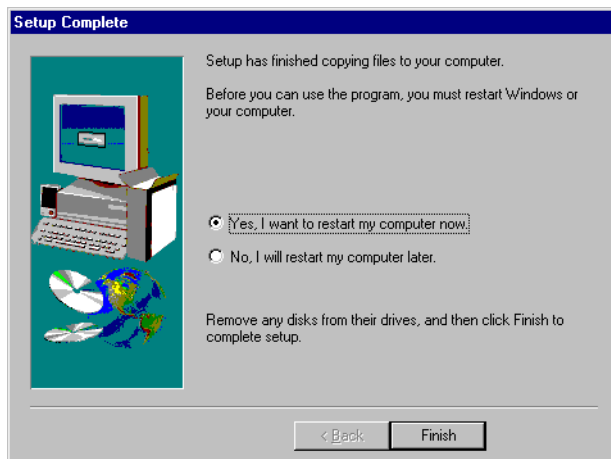 Setup Complete
Setup has finished copying files to your computer.
Before you can use the program, you must restart Windows or
your computer.
Yes, I want to restart my computer now.
No, I will restart my computer later.
Remove any disks from their drives, and then click Finish to
complete setup.
< Back
Finish